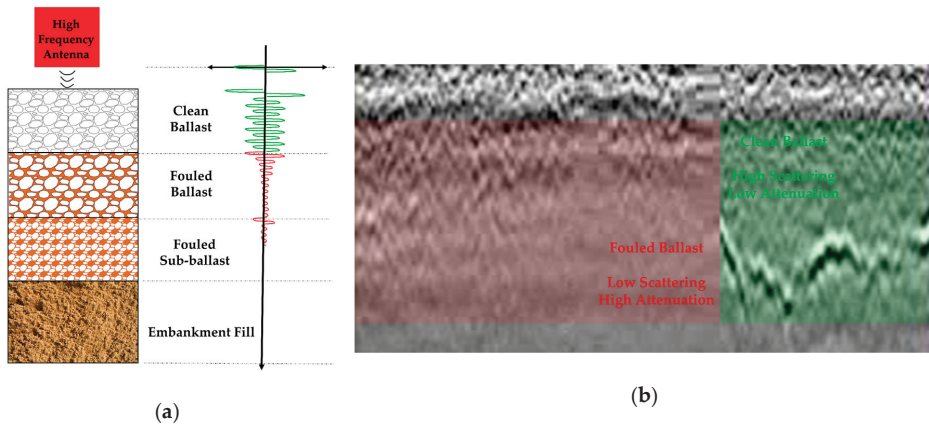 High
Frequency
Antenna
Clean
Ballast
Fouled
Ballast
Fouled
Sub-ballast
Embankment Fill
(a)
Clean Ballast
High Scattering
Low Attenuation
Fouled Ballast
Low Scattering
High Attenuation
(b)